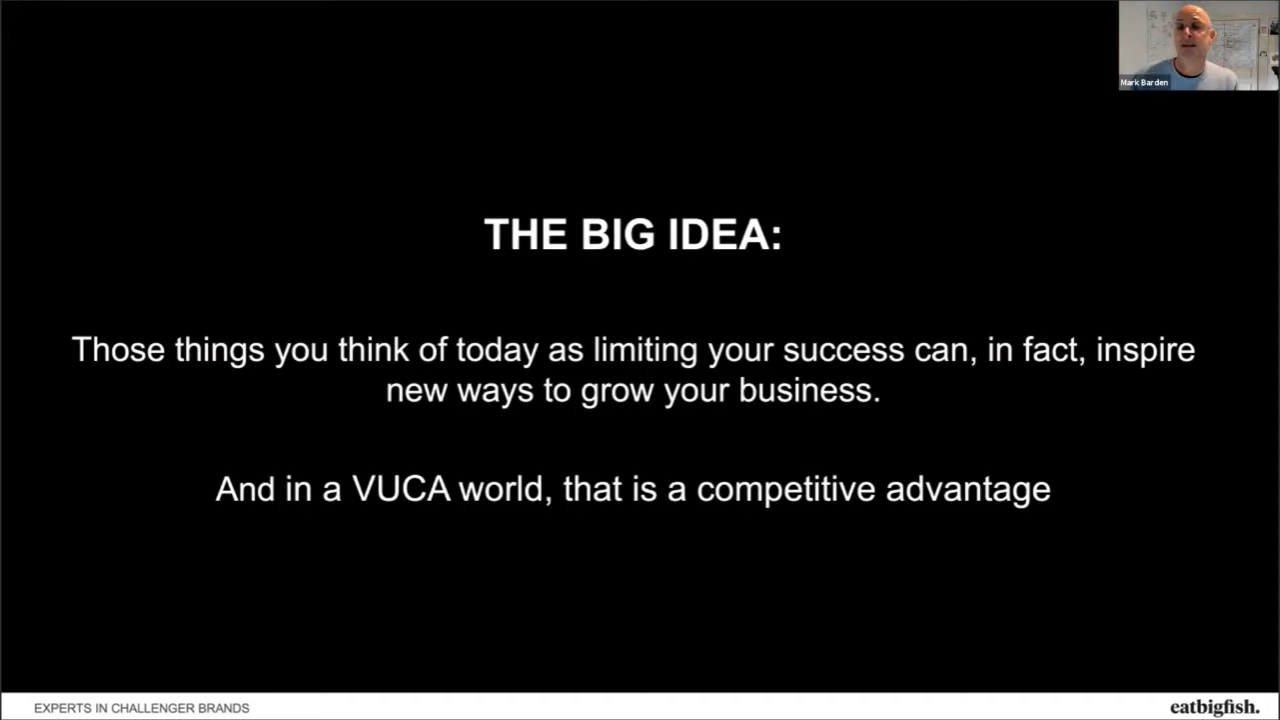 Mark Barden
THE BIG IDEA:
Those things you think of today as limiting your success can, in fact, inspire
new ways to grow your business.
And in a VUCA world, that is a competitive advantage
EXPERTS IN CHALLENGER BRANDS
eatbigfish.